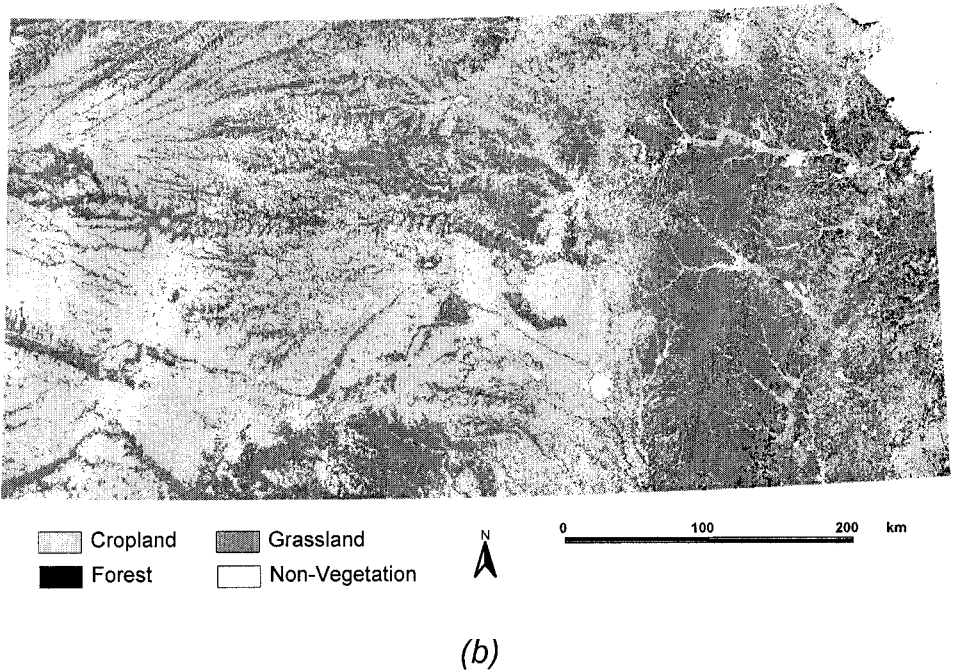 Cropland
Grassland
Forest
Non-Vegetation
N
0 100 200 km
(b)